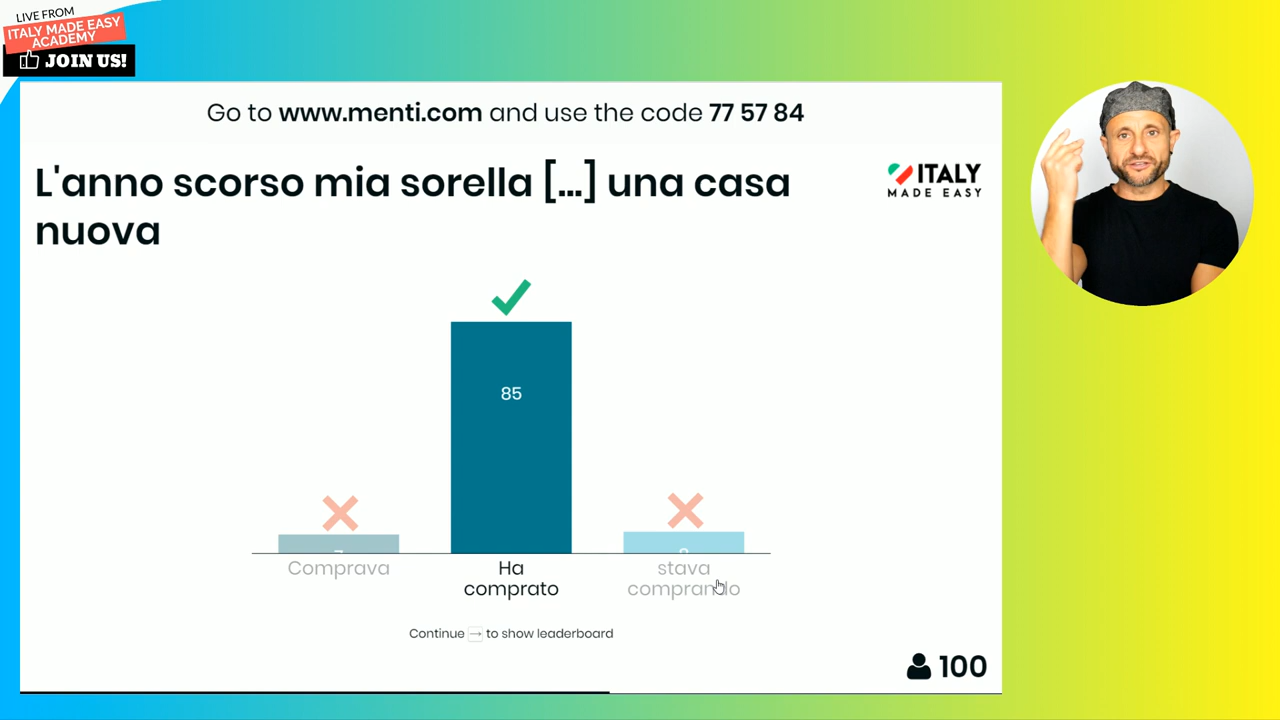 LIVE FROM
ITALY MADE EASY
ACADEMY
JOIN US!
Go to www.menti.com and use the code 77 57 84
L'anno scorso mia sorella [...] una casa
nuova
ITALY
MADE EASY
85
Comprava
Ha
comprato
stava
comprando
Continue → to show leaderboard
100